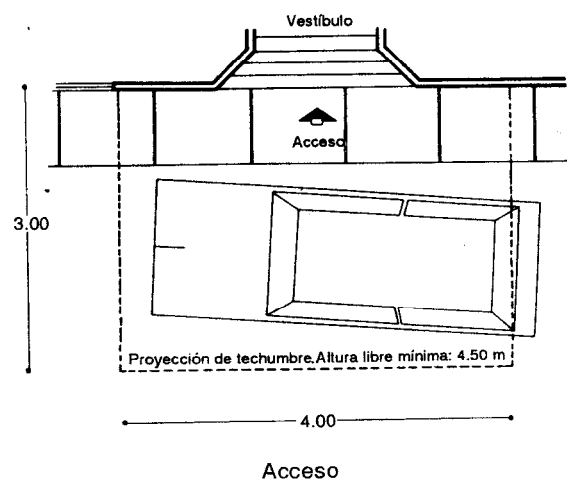 Vestíbulo
Acceso
3.00
Proyección de techumbre. Altura libre mínima: 4.50 m
4.00
Acceso